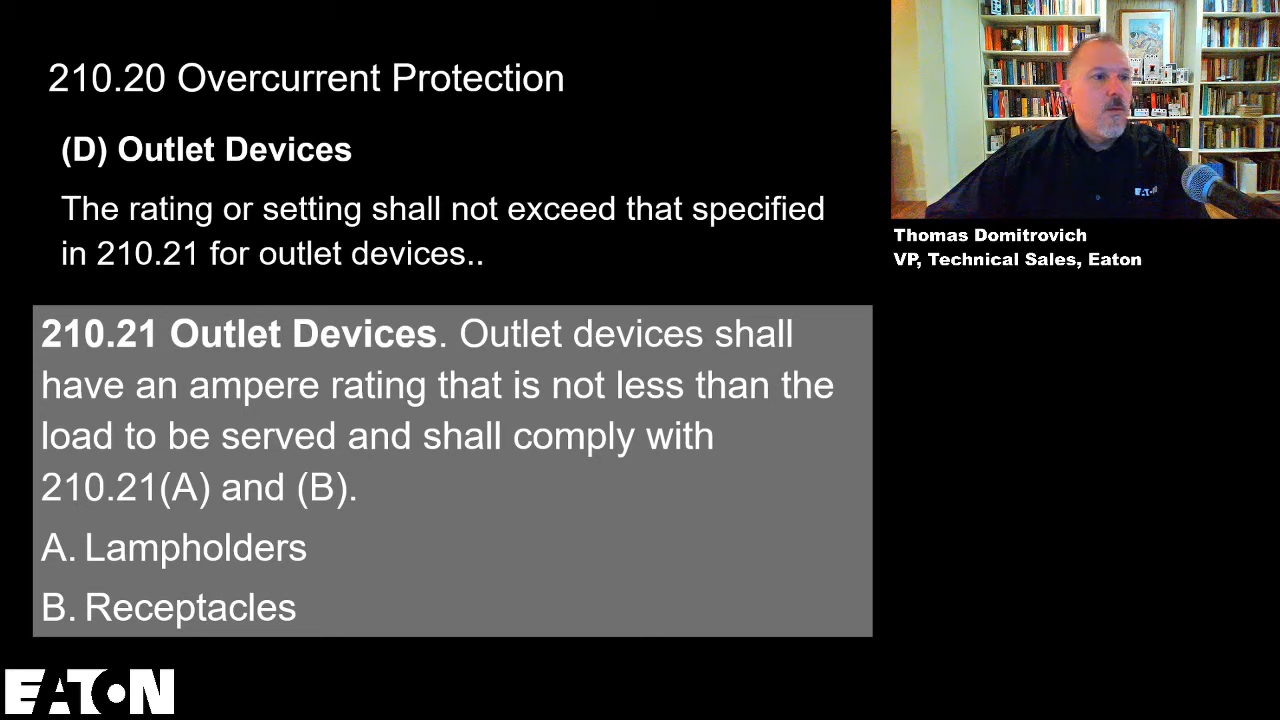 210.20 Overcurrent Protection
(D) Outlet Devices
The rating or setting shall not exceed that specified
in 210.21 for outlet devices..
210.21 Outlet Devices. Outlet devices shall
have an ampere rating that is not less than the
load to be served and shall comply with
210.21(A) and (B).
A. Lampholders
B. Receptacles
EATON
EATON
Thomas Domitrovich
VP, Technical Sales, Eaton